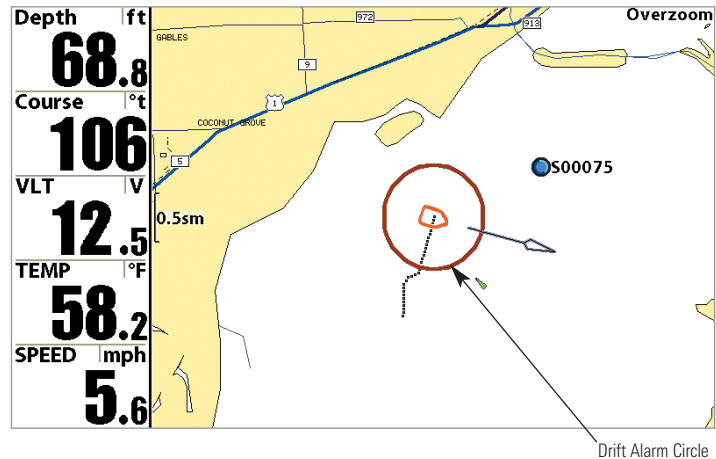 Depth ft
68.8
Course °t
106
VLT V
12.5
TEMP °F
58.2
SPEED mph
5.6
Overzoom
972
913
GABLES
9
1
COCONUT GROVE
5
S00075
0.5sm
Drift Alarm Circle